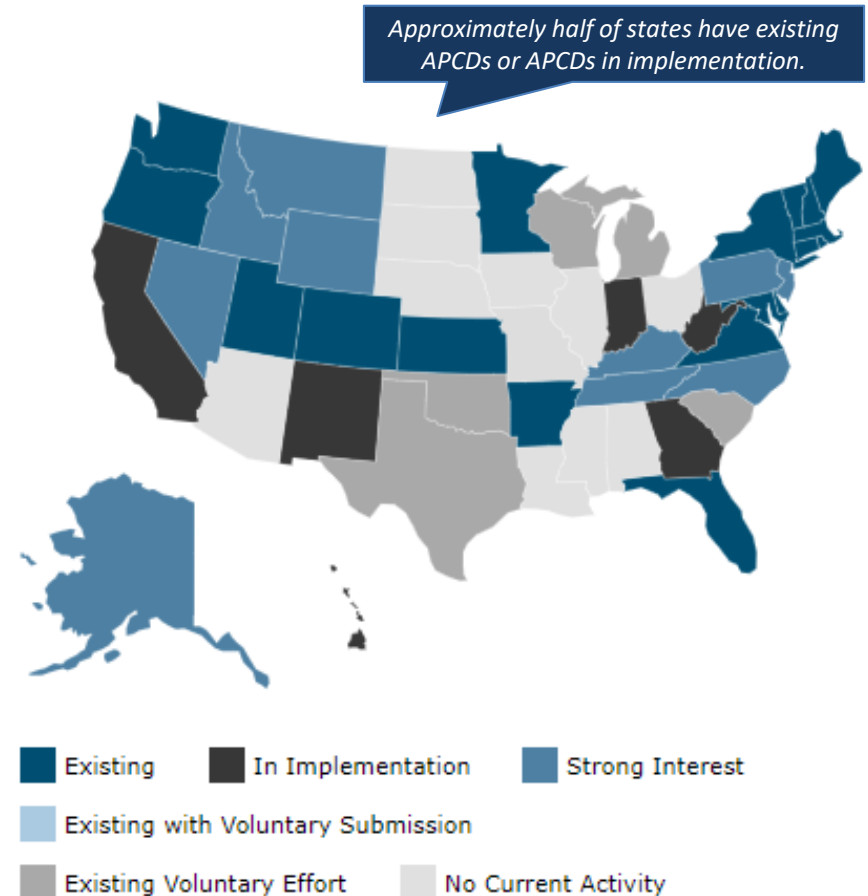 Approximately half of states have existing
APCDs or APCDs in implementation.
Existing
In Implementation
Strong Interest
Existing with Voluntary Submission
Existing Voluntary Effort
No Current Activity